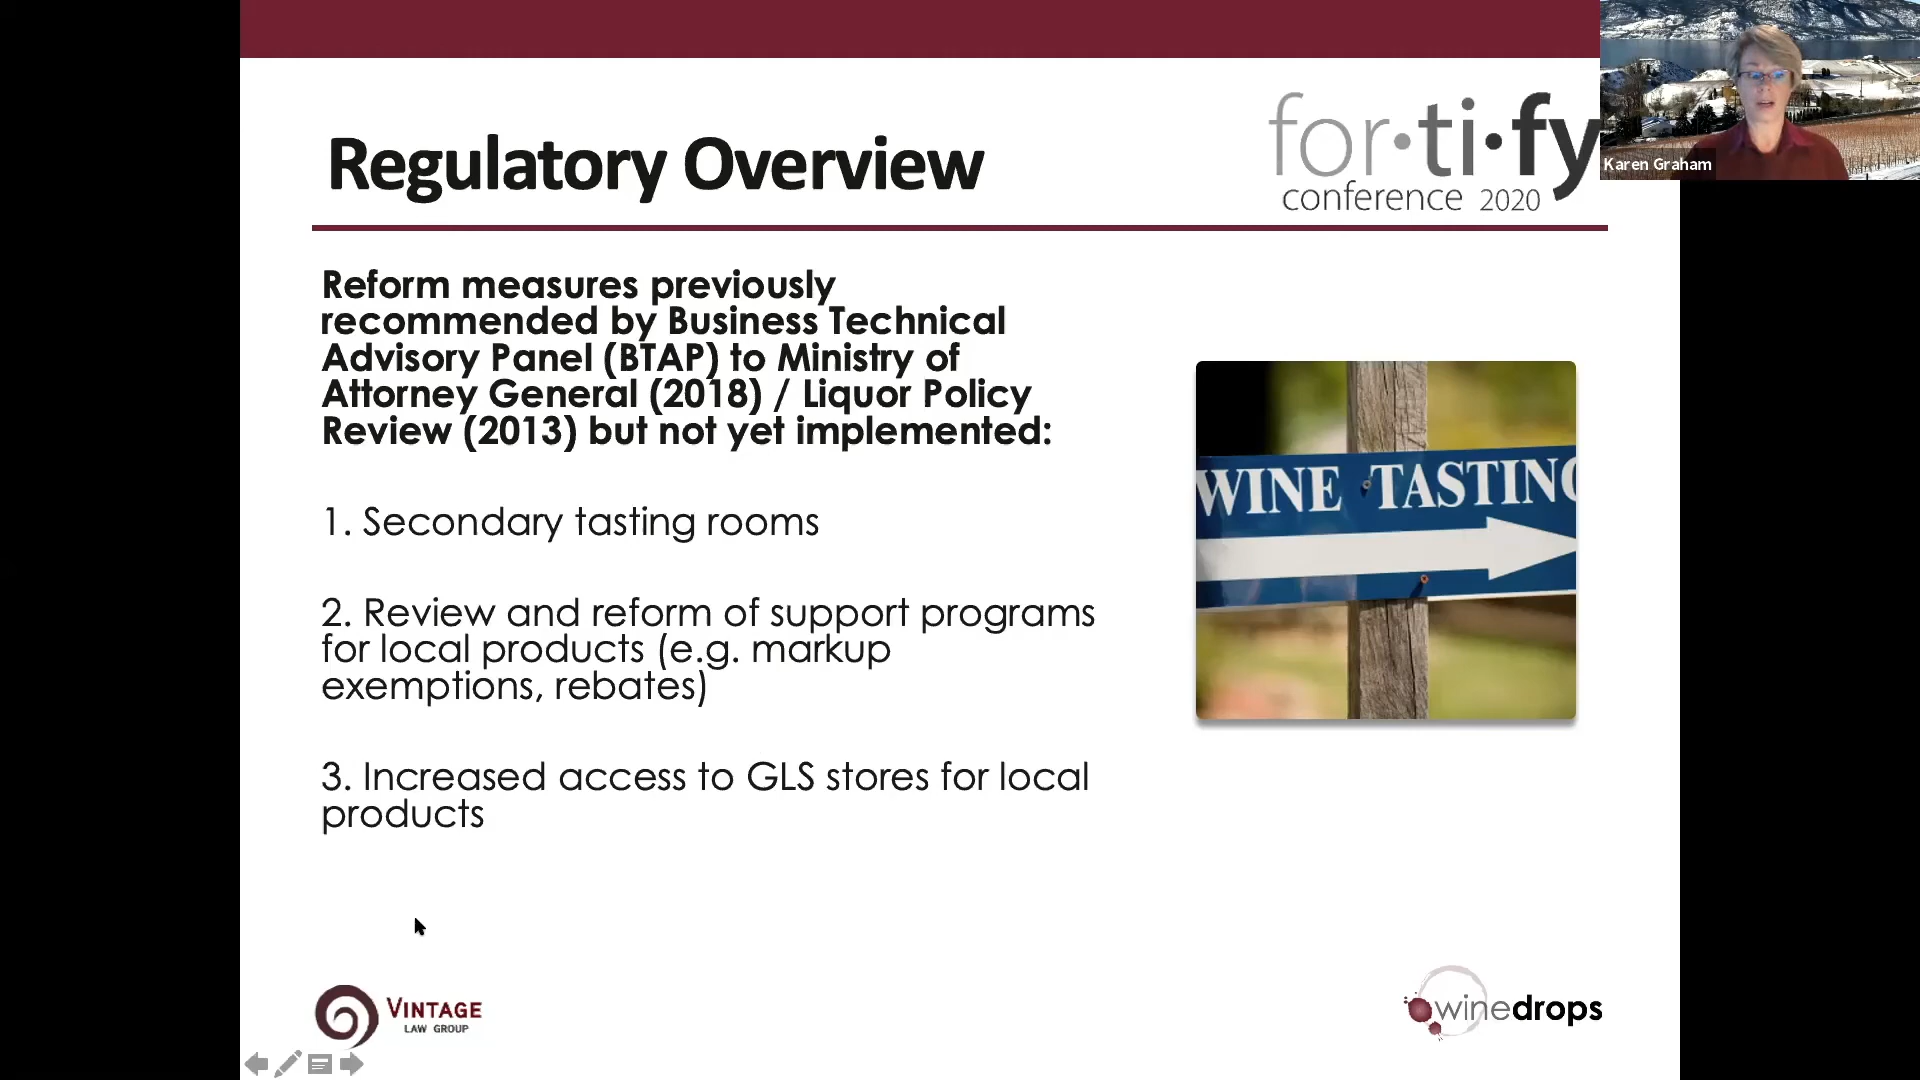 for·ti·fy
conference 2020
Karen Graham
Regulatory Overview
Reform measures previously
recommended by Business Technical
Advisory Panel (BTAP) to Ministry of
Attorney General (2018) / Liquor Policy
Review (2013) but not yet implemented:
1. Secondary tasting rooms
2. Review and reform of support programs
for local products (e.g. markup
exemptions, rebates)
3. Increased access to GLS stores for local
products
WINE TASTING
VINTAGE
LAW GROUP
winedrops